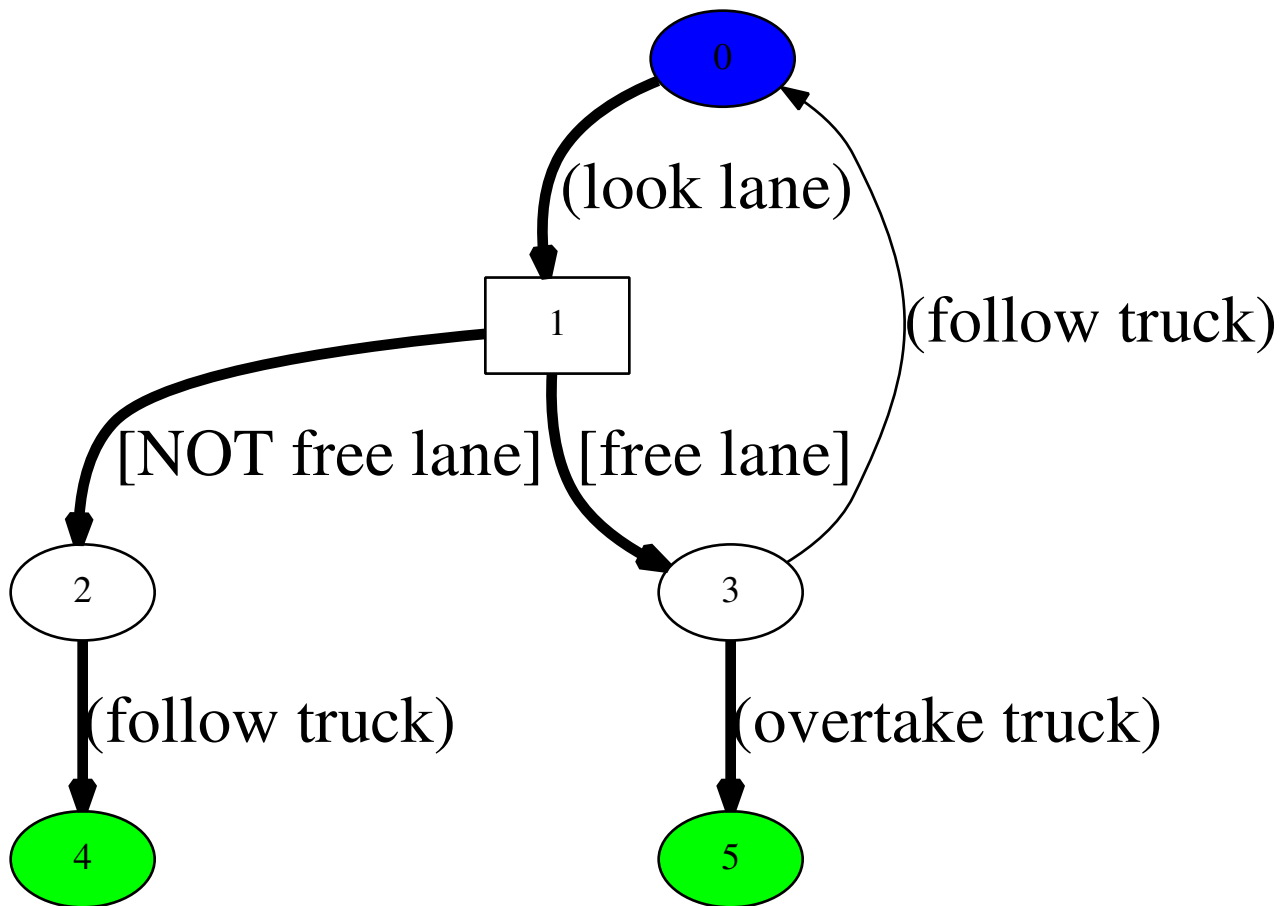 0
(look lane)
1
(follow truck)
[NOT free lane]
[free lane]
2
3
(follow truck)
(overtake truck)
4
5